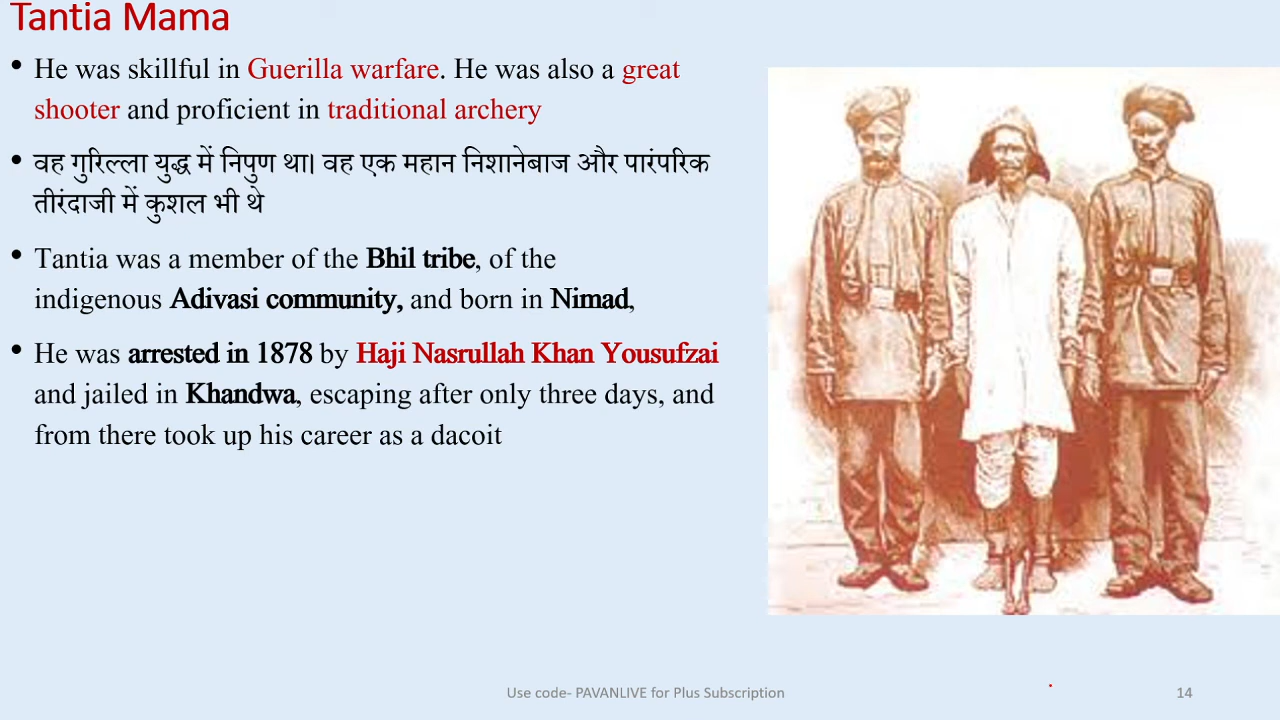 Tantia Mama
• He was skillful in Guerilla warfare. He was also a great
shooter and proficient in traditional archery
• वह गुरिल्ला युद्ध में निपुण था। वह एक महान निशानेबाज और पारंपरिक
तीरंदाजी में कुशल भी थे
• Tantia was a member of the Bhil tribe, of the
indigenous Adivasi community, and born in Nimad,
• He was arrested in 1878 by Haji Nasrullah Khan Yousufzai
and jailed in Khandwa, escaping after only three days, and
from there took up his career as a dacoit
Use code- PAVANLIVE for Plus Subscription
14